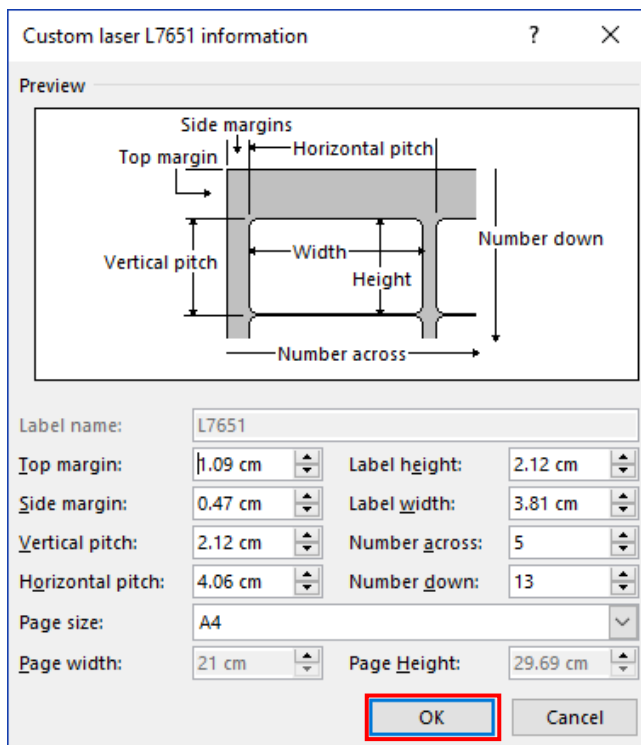 Custom laser L7651 information ? ×
Preview
Side margins
Top margin Horizontal pitch
Number down
Vertical pitch Width
Height
Number across
Label name: L7651
Top margin: 1.09 cm Label height: 2.12 cm
Side margin: 0.47 cm Label width: 3.81 cm
Vertical pitch: 2.12 cm Number across: 5
Horizontal pitch: 4.06 cm Number down: 13
Page size: A4
Page width: 21 cm Page Height: 29.69 cm
OK Cancel